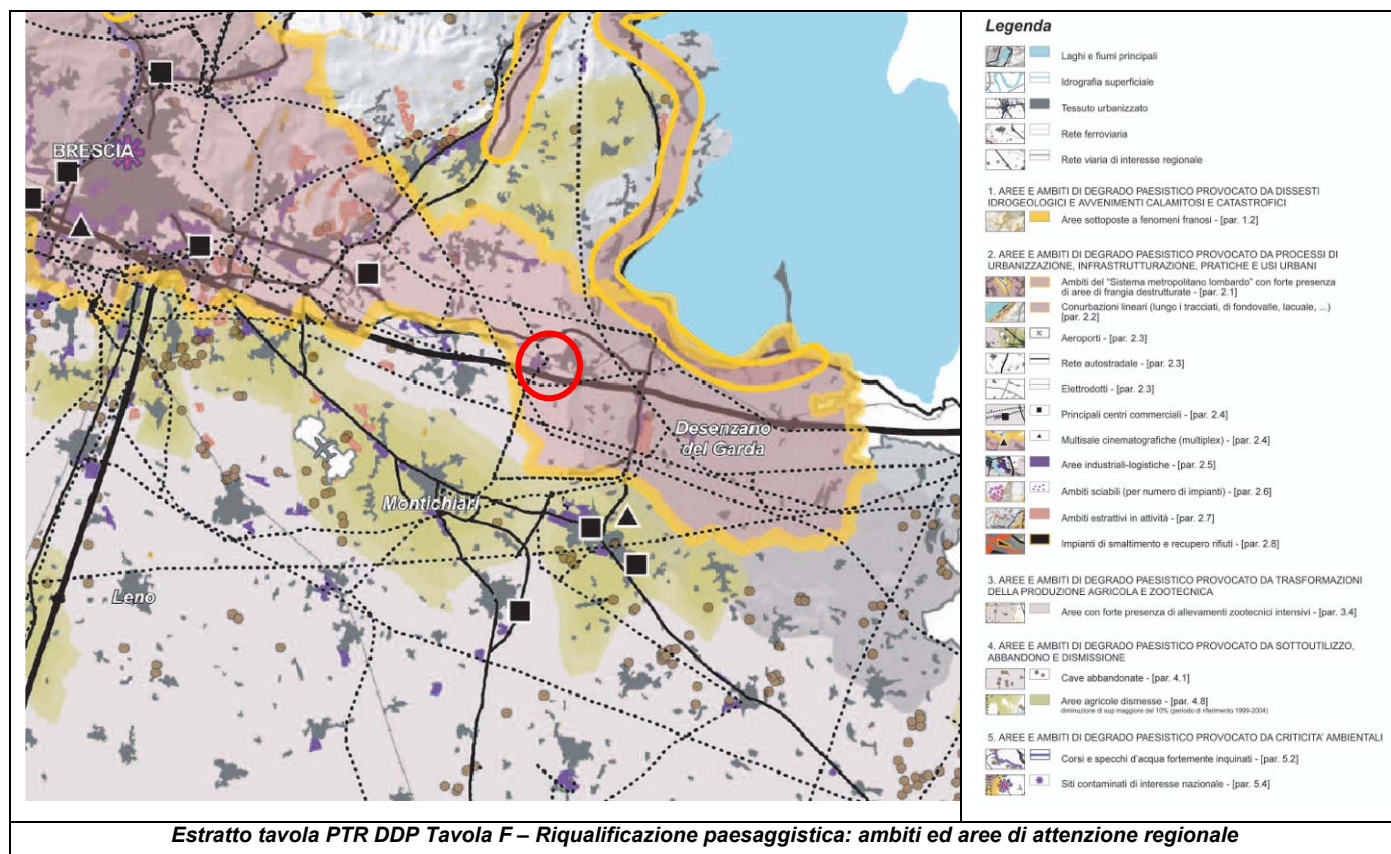 BRESCIA
Desenzano
del Garda
Montichiari
Leno
Legenda
Laghi e fiumi principali
Idrografia superficiale
Tessuto urbanizzato
Rete ferroviaria
Rete viaria di interesse regionale
1. AREE E AMBITI DI DEGRADO PAESISTICO PROVOCATO DA DISSESTI
IDROGEOLOGICI E AVVENIMENTI CALAMITOSI E CATASTROFICI
Aree sottoposte a fenomeni franosi - [par. 1.2]
2. AREE E AMBITI DI DEGRADO PAESISTICO PROVOCATO DA PROCESSI DI
URBANIZZAZIONE, INFRASTRUTTURAZIONE, PRATICHE E USI URBANI
Ambiti del "Sistema metropolitano lombardo" con forte presenza
di aree di frangia destrutturate - [par. 2.1]
Conurbazioni lineari (lungo i tracciati, di fondovalle, lacuale, ...)
[par. 2.2]
Aeroporti - [par. 2.3]
Rete autostradale - [par. 2.3]
Elettrodotti - [par. 2.3]
Principali centri commerciali - [par. 2.4]
Multisale cinematografiche (multiplex) - [par. 2.4]
Aree industriali-logistiche - [par. 2.5]
Ambiti sciabili (per numero di impianti) - [par. 2.6]
Ambiti estrattivi in attività - [par. 2.7]
Impianti di smaltimento e recupero rifiuti - [par. 2.8]
3. AREE E AMBITI DI DEGRADO PAESISTICO PROVOCATO DA TRASFORMAZIONI
DELLA PRODUZIONE AGRICOLA E ZOOTECNICA
Aree con forte presenza di allevamenti zootecnici intensivi - [par. 3.4]
4. AREE E AMBITI DI DEGRADO PAESISTICO PROVOCATO DA SOTTOUTILIZZO,
ABBANDONO E DISMISSIONE
Cave abbandonate - [par. 4.1]
Aree agricole dismesse - [par. 4.8]
diminuzione di sup maggiore del 10% (periodo di riferimento 1999-2004)
5. AREE E AMBITI DI DEGRADO PAESISTICO PROVOCATO DA CRITICITA' AMBIENTALI
Corsi e specchi d'acqua fortemente inquinati - [par. 5.2]
Siti contaminati di interesse nazionale - [par. 5.4]
Estratto tavola PTR DDP Tavola F – Riqualificazione paesaggistica: ambiti ed aree di attenzione regionale